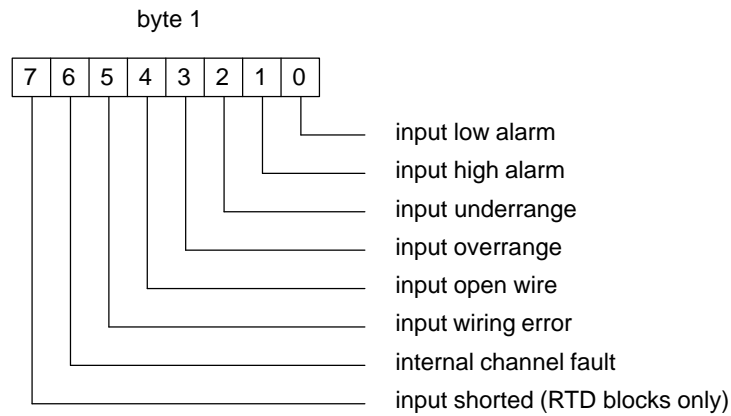 byte 1
7 6 5 4 3 2 1 0
input low alarm
input high alarm
input underrange
input overrange
input open wire
input wiring error
internal channel fault
input shorted (RTD blocks only)